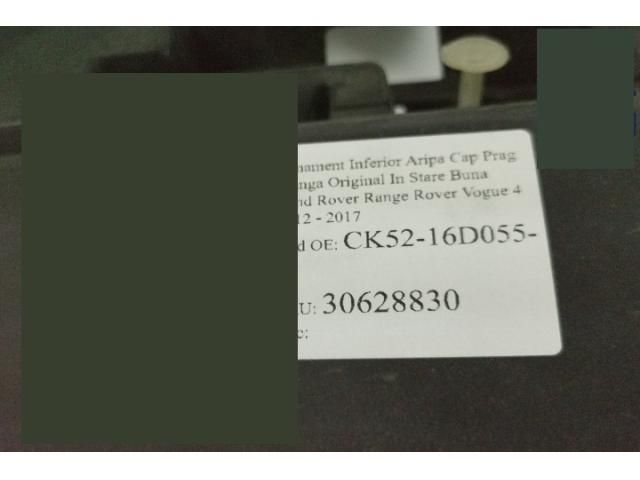 nament Inferior Aripa Cap Prag
nga Original In Stare Buna
nd Rover Range Rover Vogue 4
12 - 2017
d OE: CK52-16D055-
U: 30628830
c: